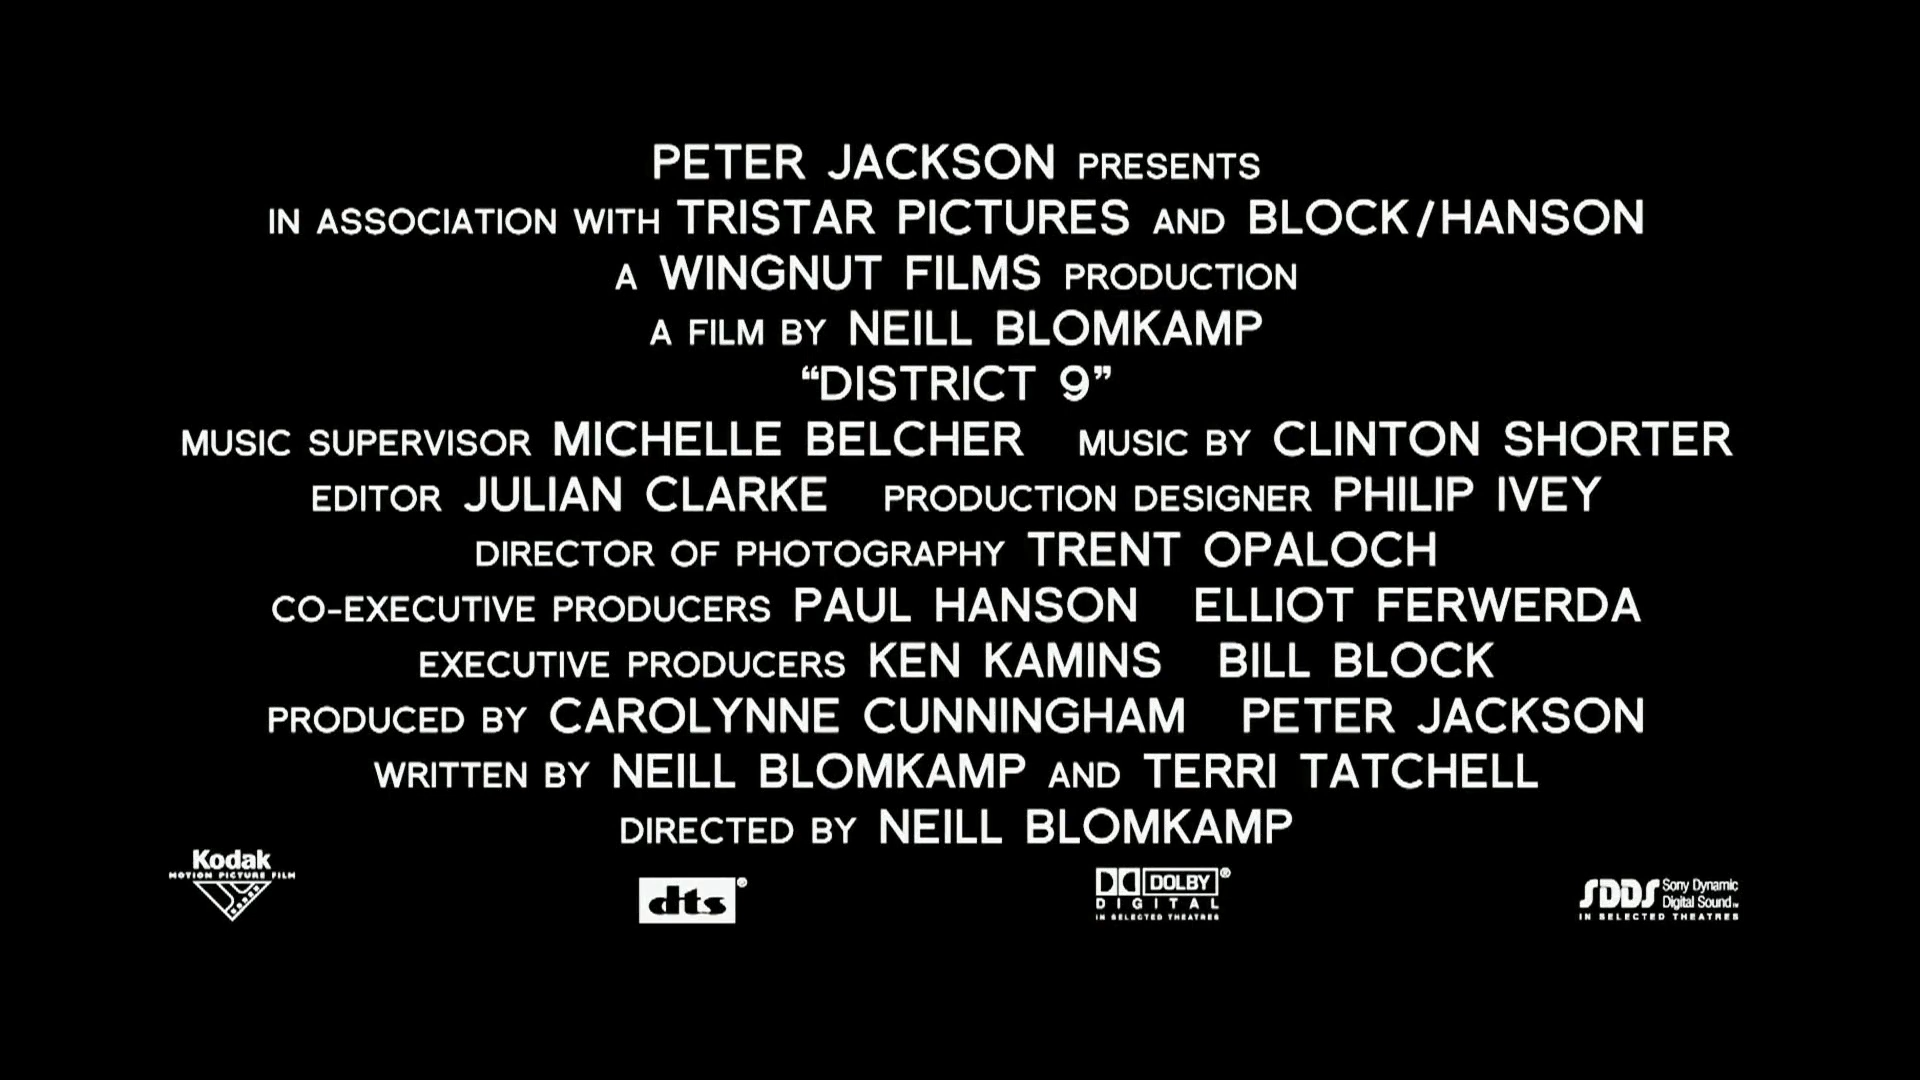 PETER JACKSON PRESENTS
IN ASSOCIATION WITH TRISTAR PICTURES AND BLOCK/HANSON
A WINGNUT FILMS PRODUCTION
A FILM BY NEILL BLOMKAMP
“DISTRICT 9”
MUSIC SUPERVISOR MICHELLE BELCHER MUSIC BY CLINTON SHORTER
EDITOR JULIAN CLARKE PRODUCTION DESIGNER PHILIP IVEY
DIRECTOR OF PHOTOGRAPHY TRENT OPALOCH
CO-EXECUTIVE PRODUCERS PAUL HANSON ELLIOT FERWERDA
EXECUTIVE PRODUCERS KEN KAMINS BILL BLOCK
PRODUCED BY CAROLYNNE CUNNINGHAM PETER JACKSON
WRITTEN BY NEILL BLOMKAMP AND TERRI TATCHELL
DIRECTED BY NEILL BLOMKAMP
Kodak
MOTION PICTURE FILM
dts®
DOLBY®
DIGITAL
IN SELECTED THEATRES
SDDS Sony Dynamic
Digital Sound™
IN SELECTED THEATRES